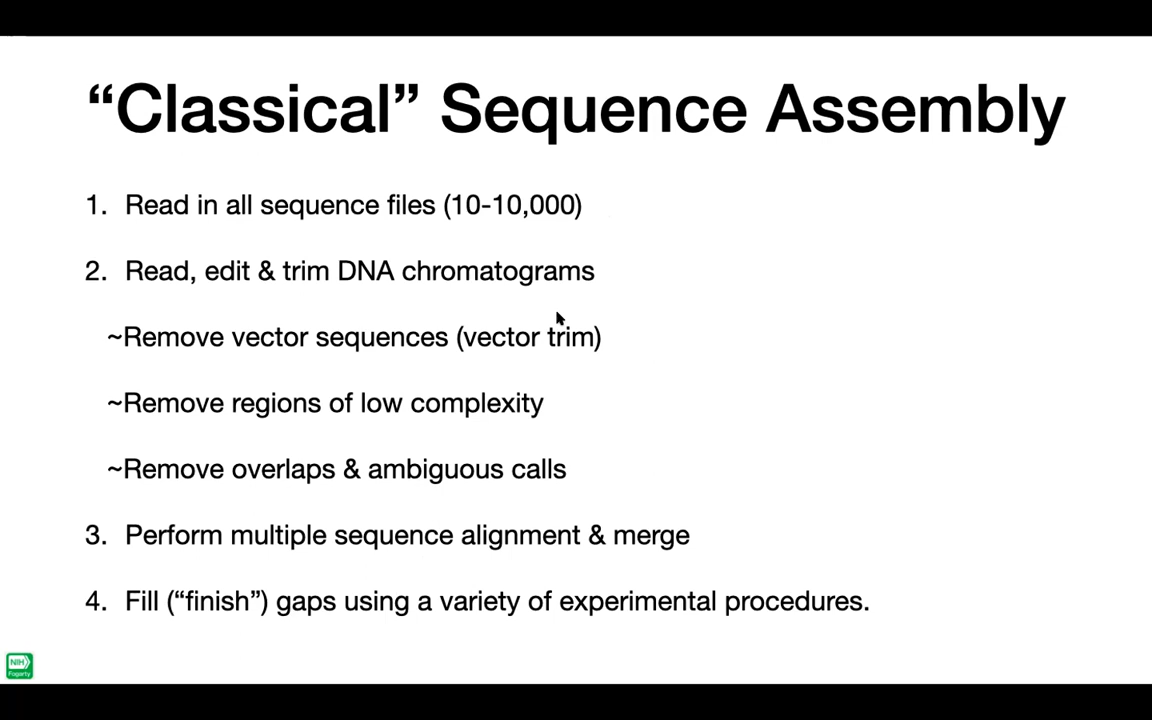 “Classical” Sequence Assembly
1. Read in all sequence files (10-10,000)
2. Read, edit & trim DNA chromatograms
~Remove vector sequences (vector trim)
~Remove regions of low complexity
~Remove overlaps & ambiguous calls
3. Perform multiple sequence alignment & merge
4. Fill (“finish”) gaps using a variety of experimental procedures.
NIH
Fogarty